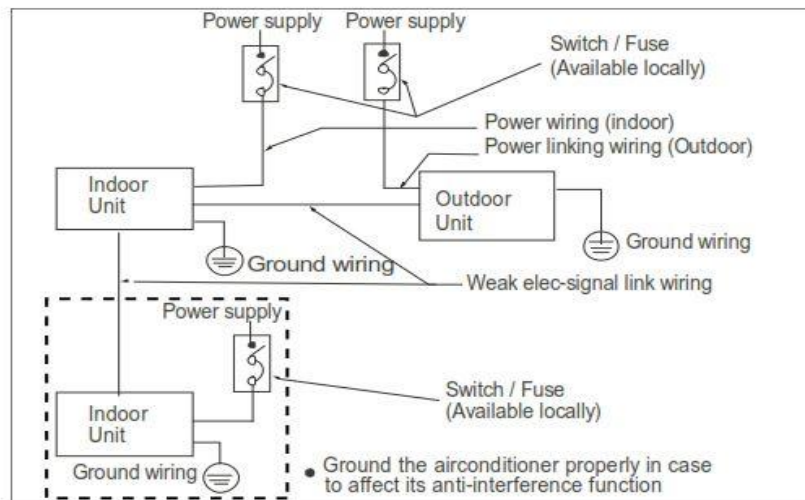 Power supply
Power supply
Switch / Fuse
(Available locally)
Power wiring (indoor)
Power linking wiring (Outdoor)
Indoor
Unit
Outdoor
Unit
Ground wiring
Ground wiring
Weak elec-signal link wiring
Power supply
Switch / Fuse
(Available locally)
Indoor
Unit
Ground wiring
● Ground the airconditioner properly in case
to affect its anti-interference function